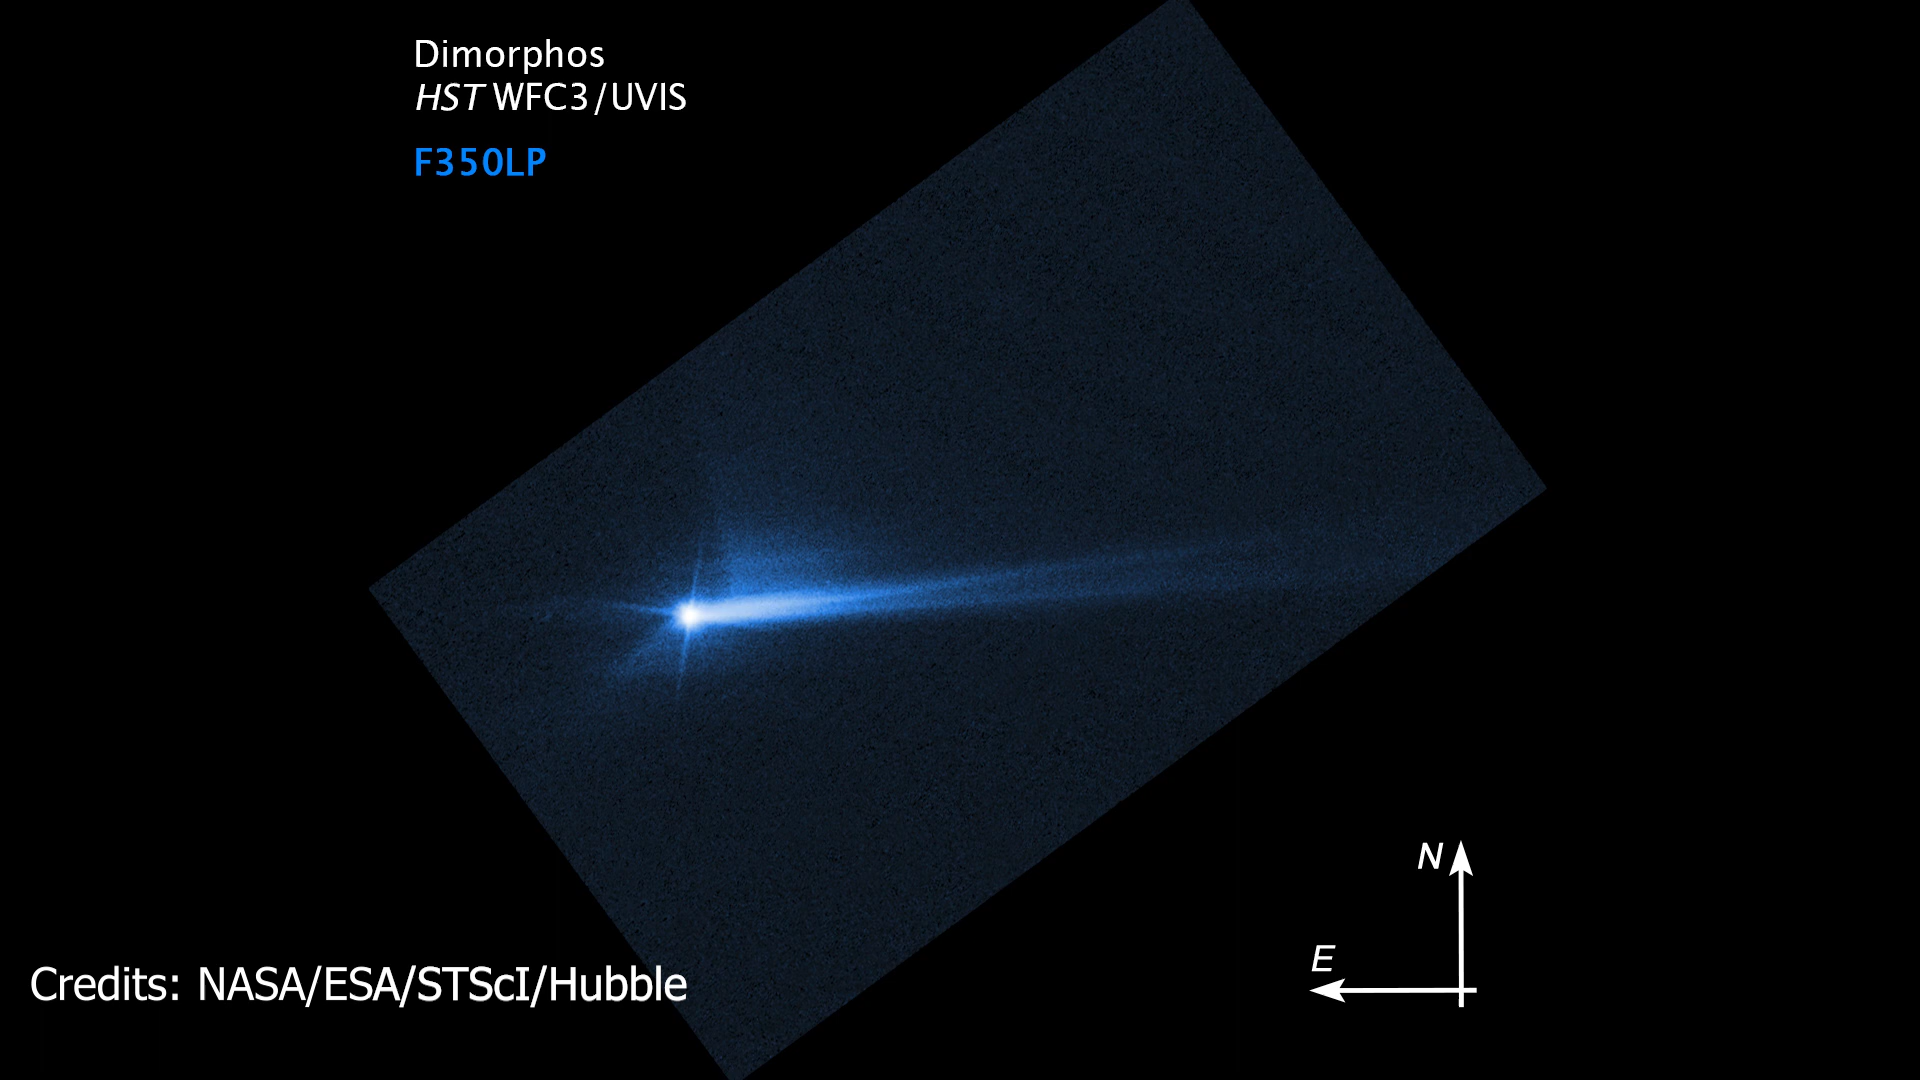 Dimorphos
HST WFC3/UVIS
F350LP
N
E
Credits: NASA/ESA/STScI/Hubble